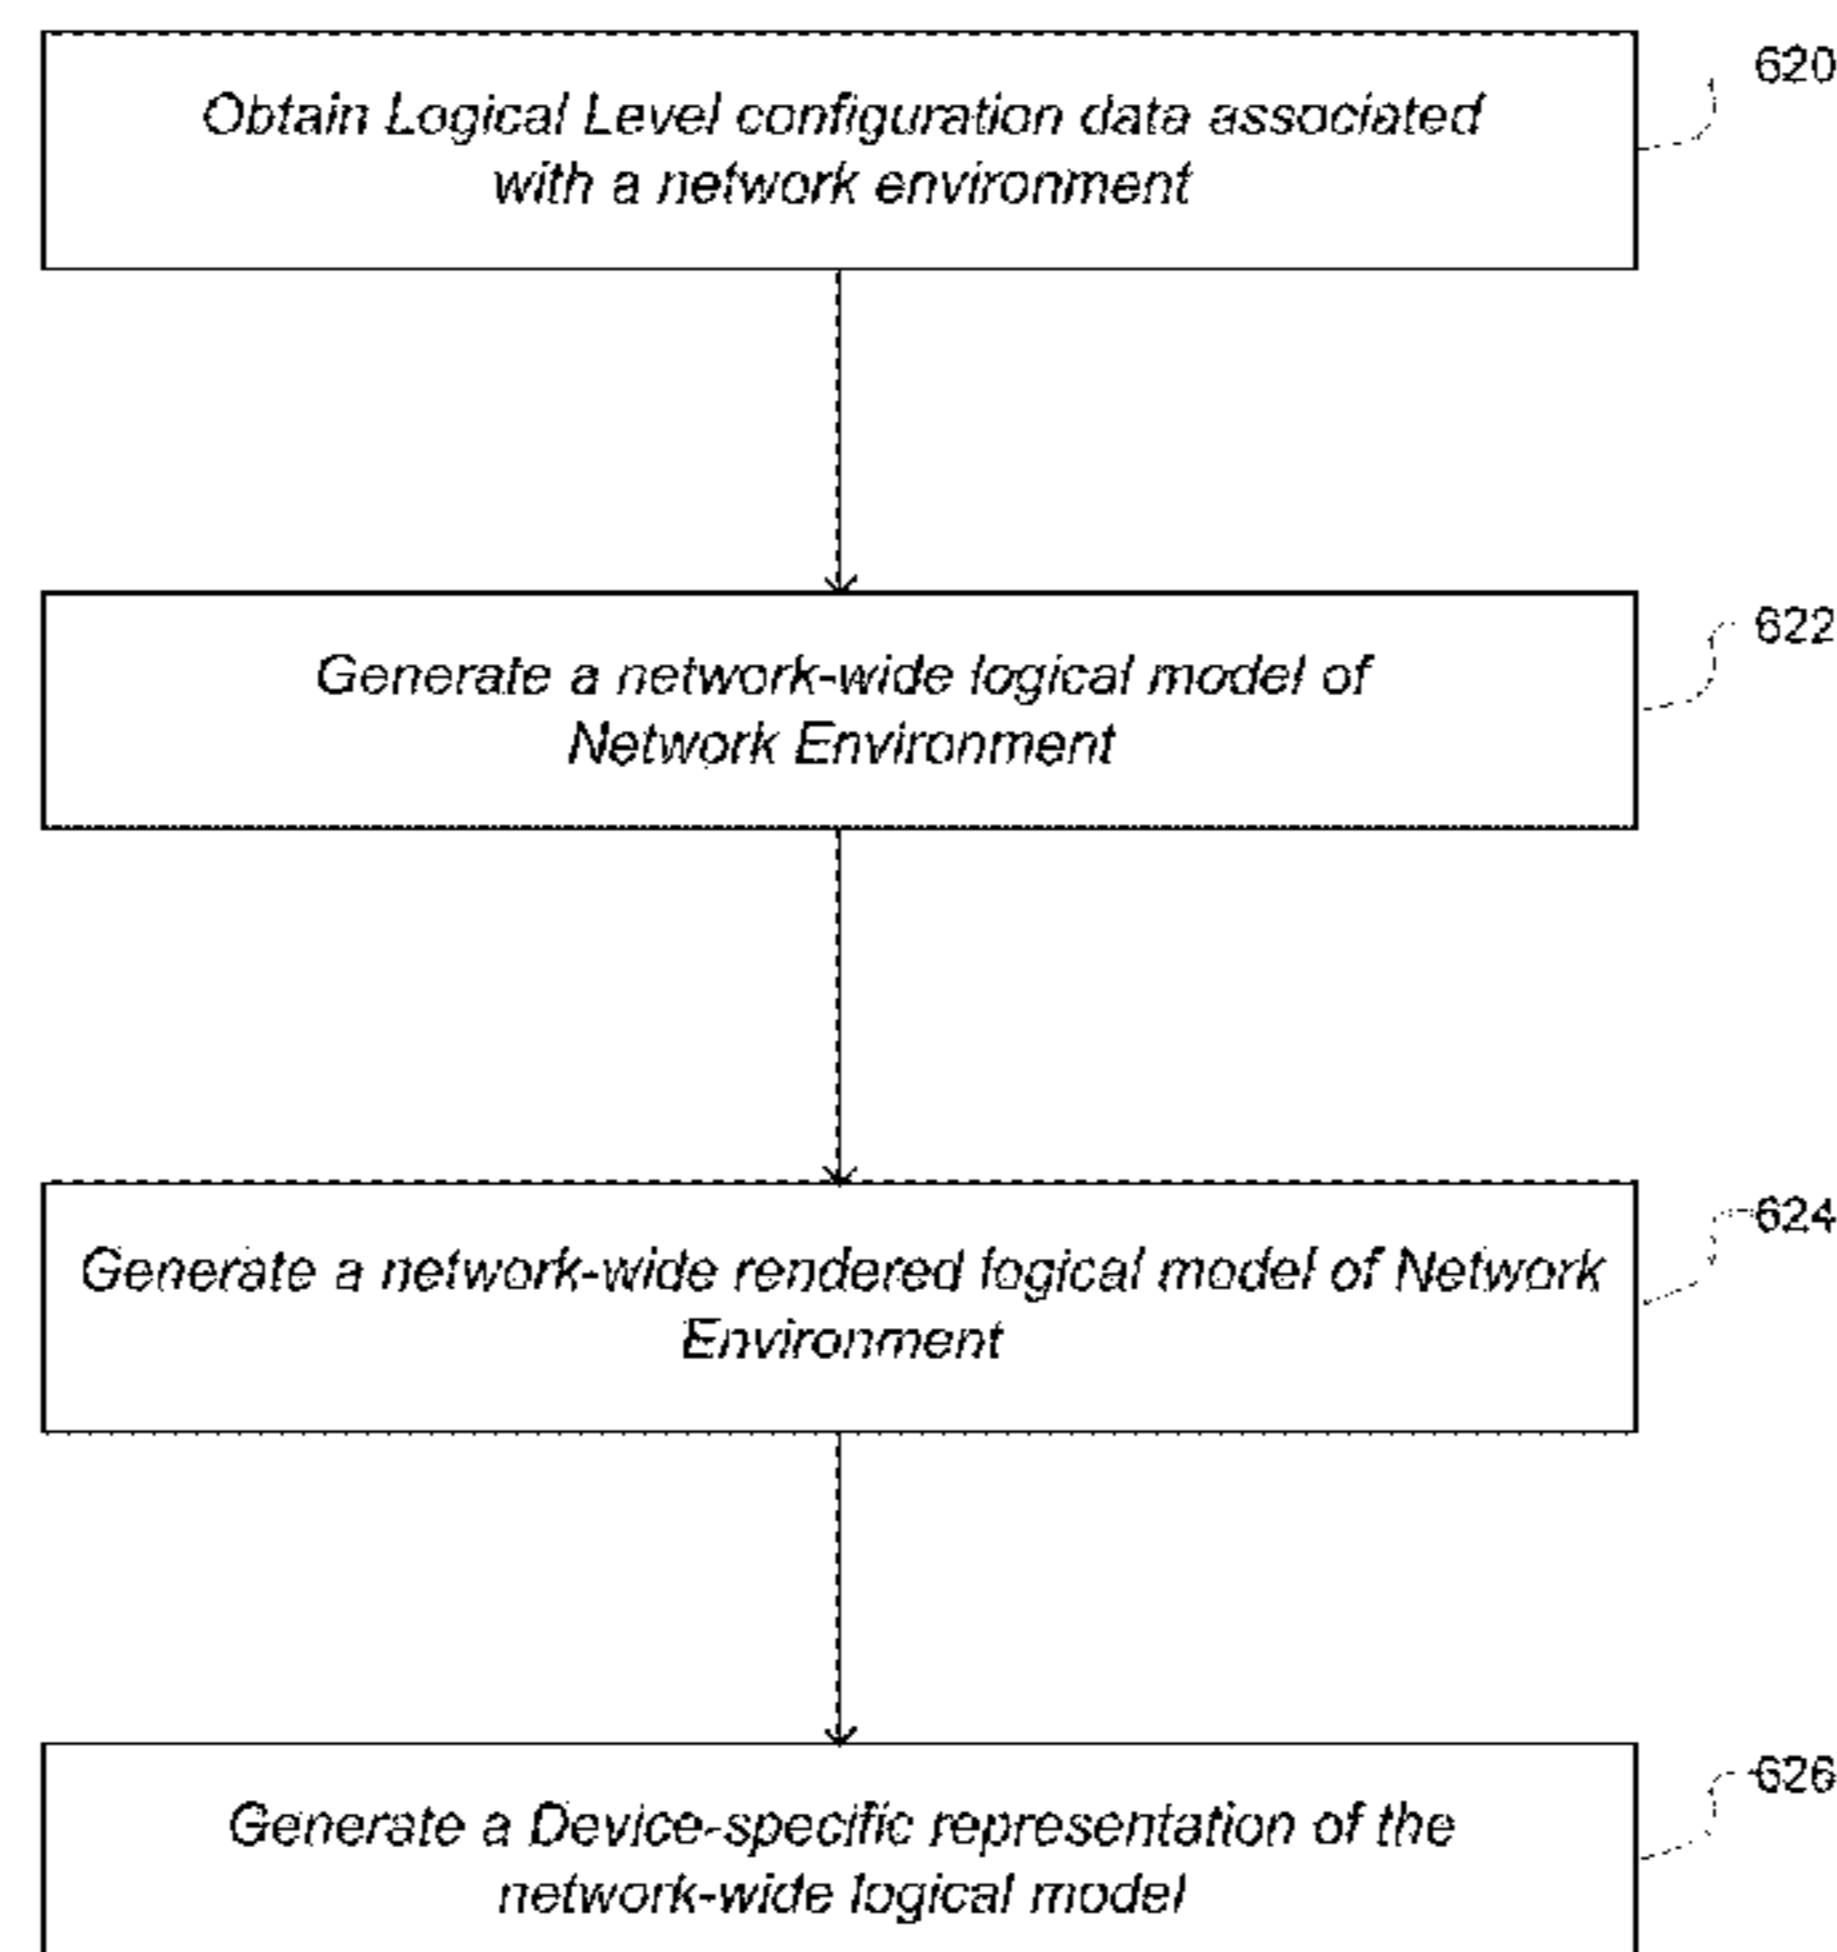 Obtain Logical Level configuration data associated
with a network environment
620
Generate a network-wide logical model of
Network Environment
622
Generate a network-wide rendered logical model of Network
Environment
624
Generate a Device-specific representation of the
network-wide logical model
626